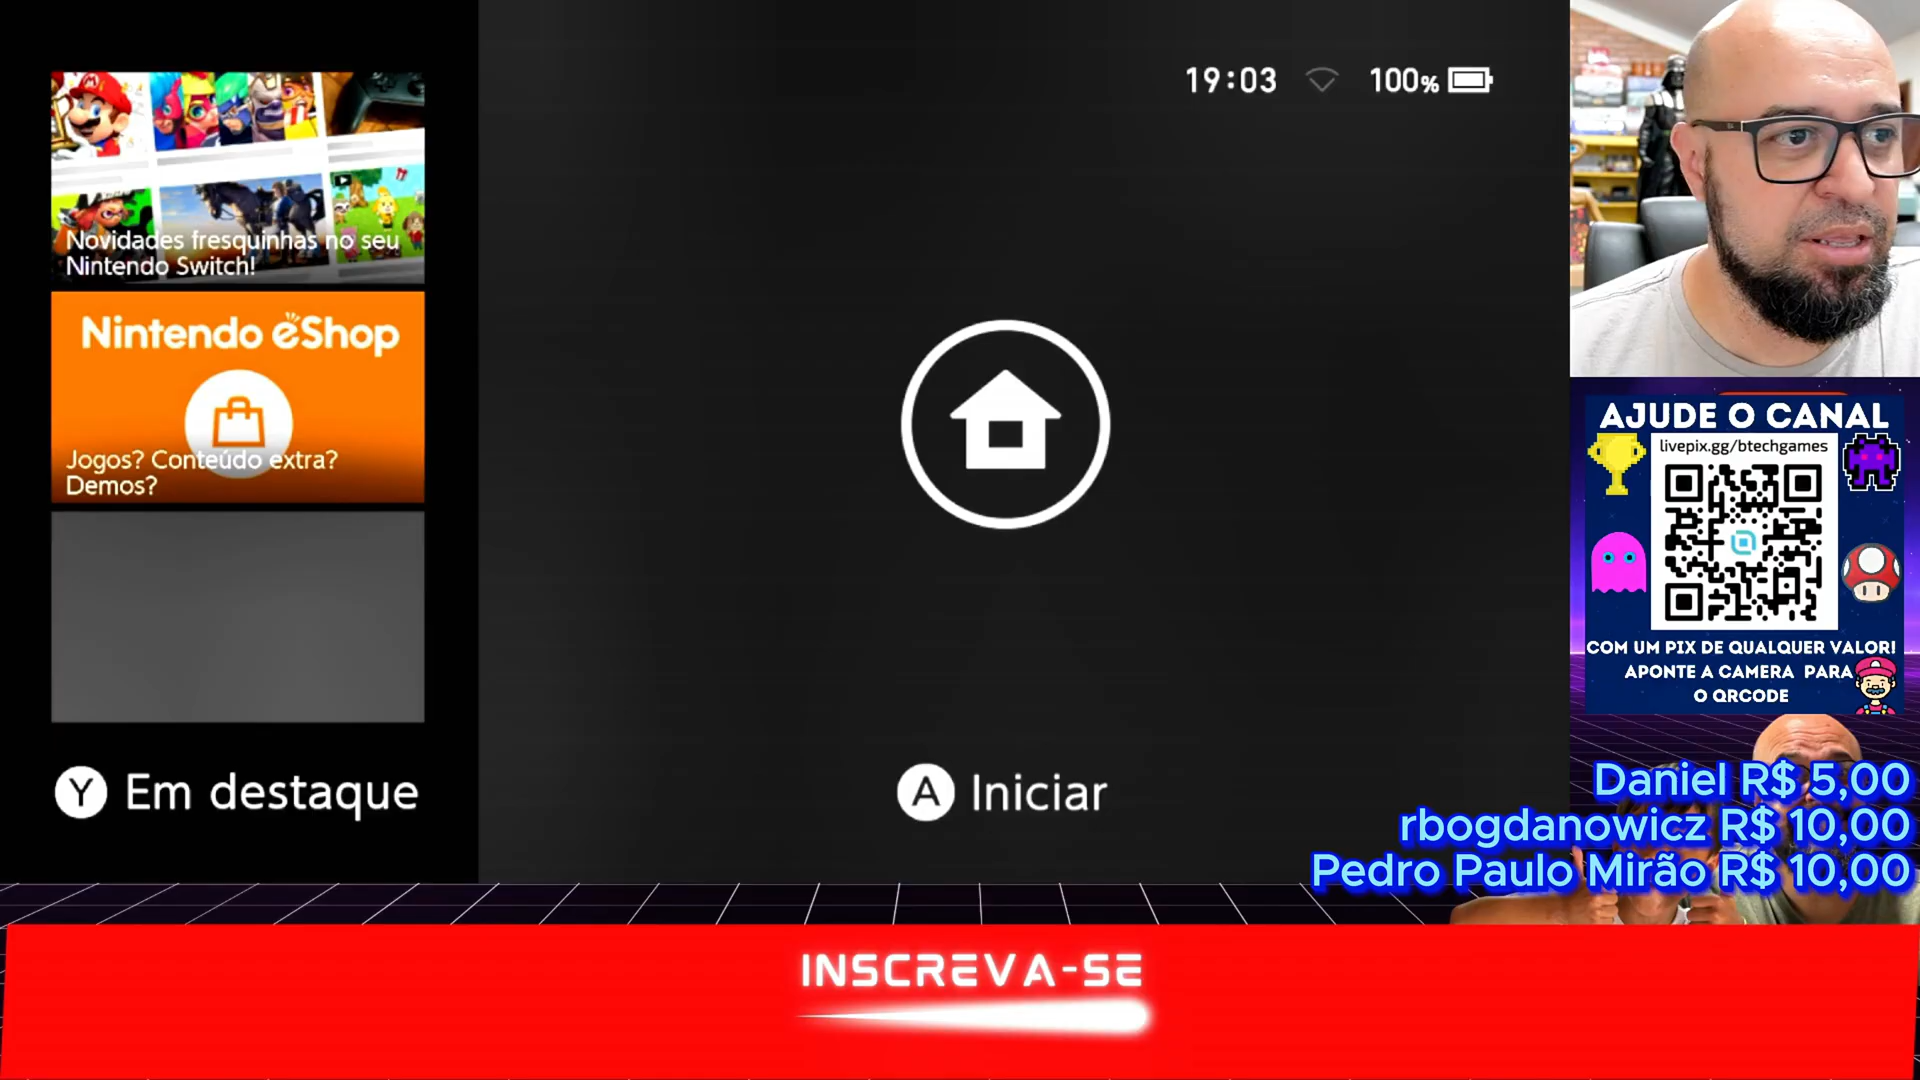 19:03
100%
Novidades fresquinhas no seu
Nintendo Switch!
Nintendo eShop
Jogos? Conteúdo extra?
Demos?
Y Em destaque
A Iniciar
AJUDE O CANAL
livepix.gg/btechgames
COM UM PIX DE QUALQUER VALOR!
APONTE A CAMERA PARA
O QRCODE
Daniel R$ 5,00
rbogdanowicz R$ 10,00
Pedro Paulo Mirão R$ 10,00
INSCREVA-SE